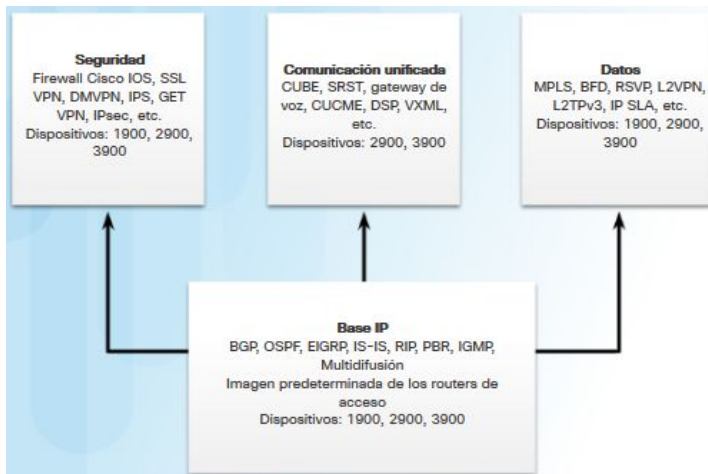 Seguridad
Firewall Cisco IOS, SSL
VPN, DMVPN, IPS, GET
VPN, IPsec, etc.
Dispositivos: 1900, 2900,
3900
Comunicación unificada
CUBE, SRST, gateway de
voz, CUCME, DSP, VXML,
etc.
Dispositivos: 2900, 3900
Datos
MPLS, BFD, RSVP, L2VPN,
L2TPv3, IP SLA, etc.
Dispositivos: 1900, 2900,
3900
Base IP
BGP, OSPF, EIGRP, IS-IS, RIP, PBR, IGMP,
Multidifusión
Imagen predeterminada de los routers de
acceso
Dispositivos: 1900, 2900, 3900